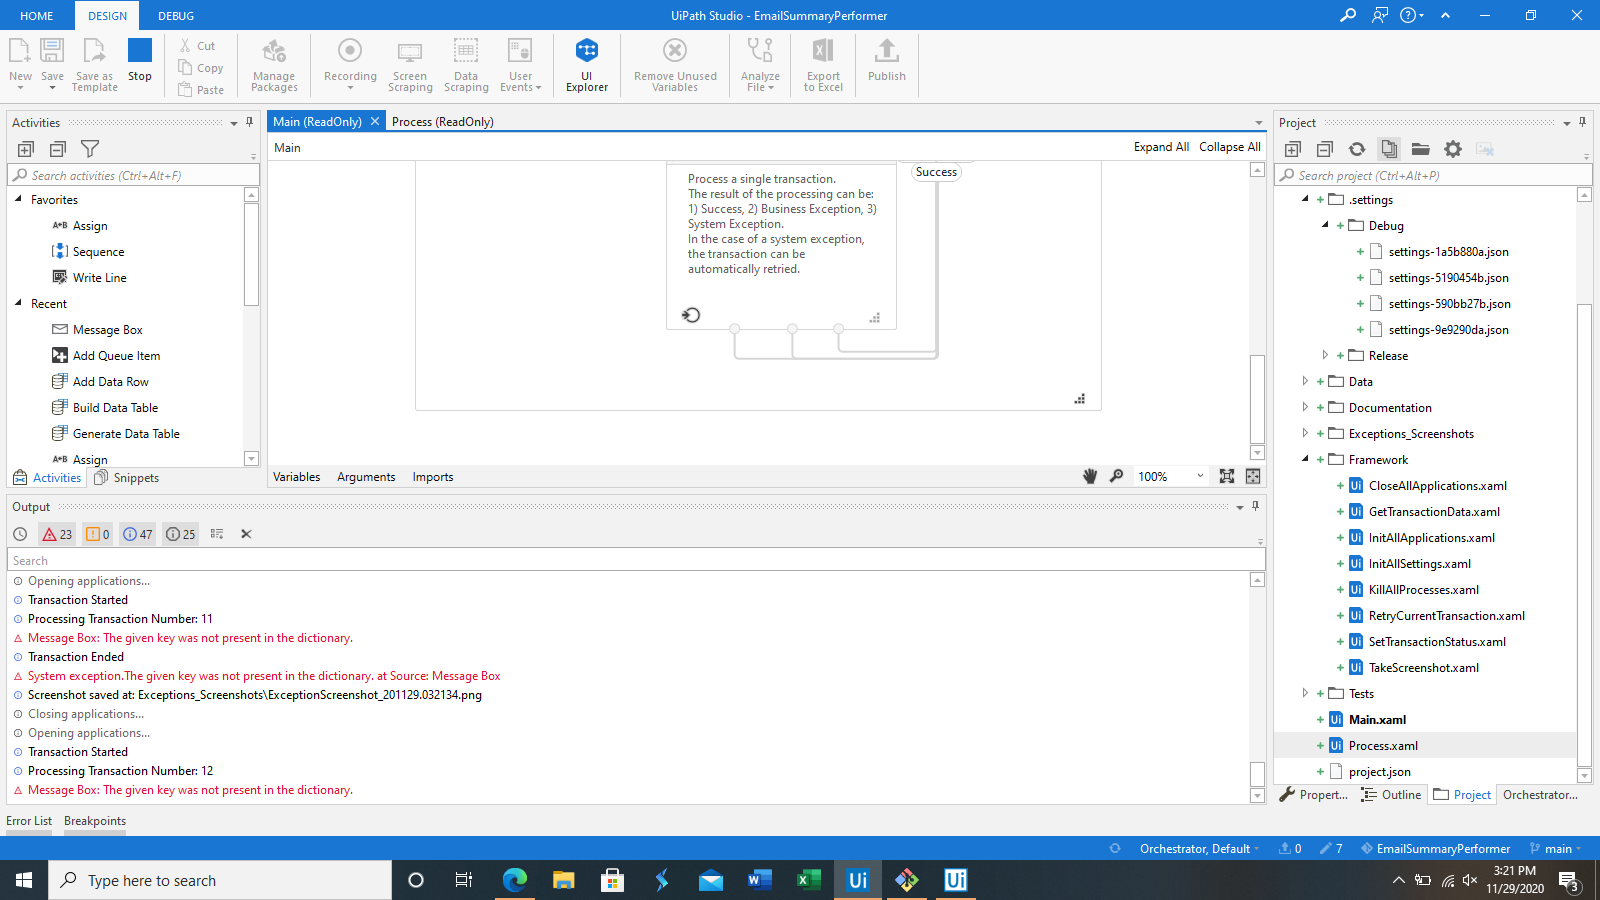 HOME DESIGN DEBUG UiPath Studio - EmailSummaryPerformer
New Save Save as Template Stop
Cut
Copy
Paste
Manage Packages
Recording
Screen Scraping
Data Scraping
User Events
UI Explorer
Remove Unused Variables
Analyze File
Export to Excel
Publish
Activities
Search activities (Ctrl+Alt+F)
Favorites
Assign
Sequence
Write Line
Recent
Message Box
Add Queue Item
Add Data Row
Build Data Table
Generate Data Table
Assign
Activities Snippets
Main (ReadOnly) Process (ReadOnly)
Main Expand All Collapse All
Success
Process a single transaction.
The result of the processing can be:
1) Success, 2) Business Exception, 3)
System Exception.
In the case of a system exception,
the transaction can be
automatically retried.
Variables Arguments Imports 100%
Output
23 0 47 25
Search
Opening applications...
Transaction Started
Processing Transaction Number: 11
Message Box: The given key was not present in the dictionary.
Transaction Ended
System exception.The given key was not present in the dictionary. at Source: Message Box
Screenshot saved at: Exceptions_Screenshots\ExceptionScreenshot_201129.032134.png
Closing applications...
Opening applications...
Transaction Started
Processing Transaction Number: 12
Message Box: The given key was not present in the dictionary.
Error List Breakpoints
Project
Search project (Ctrl+Alt+P)
.settings
Debug
settings-1a5b880a.json
settings-5190454b.json
settings-590bb27b.json
settings-9e9290da.json
Release
Data
Documentation
Exceptions_Screenshots
Framework
CloseAllApplications.xaml
GetTransactionData.xaml
InitAllApplications.xaml
InitAllSettings.xaml
KillAllProcesses.xaml
RetryCurrentTransaction.xaml
SetTransactionStatus.xaml
TakeScreenshot.xaml
Tests
Main.xaml
Process.xaml
project.json
Propert... Outline Project Orchestrator...
Orchestrator, Default 0 7 EmailSummaryPerformer main
Type here to search
3:21 PM
11/29/2020
3